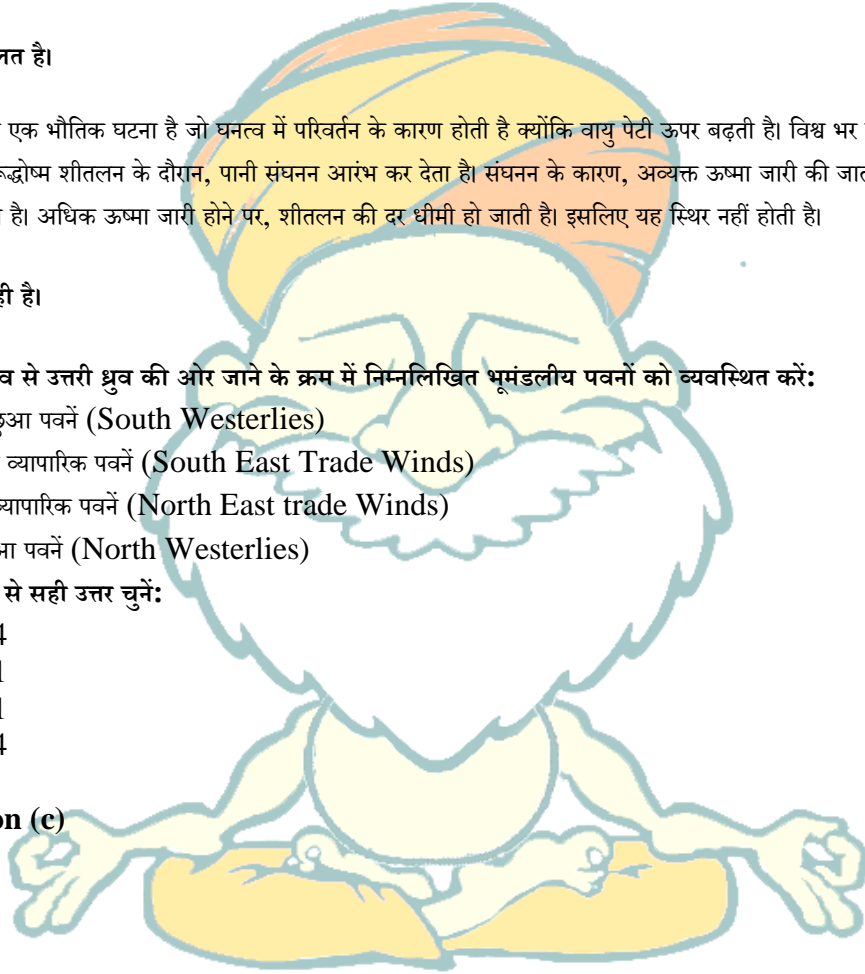 है।
एक भौतिक घटना है जो घनत्व में परिवर्तन के कारण होती है क्योंकि वायु पेटी ऊपर बढ़ती है। विश्व भर
शीतलन के दौरान, पानी संघनन आरंभ कर देता है। संघनन के कारण, अव्यक्त ऊष्मा जारी की
है। अधिक ऊष्मा जारी होने पर, शीतलन की दर धीमी हो जाती है। इसलिए यह स्थिर नहीं होती है।
है।
से उत्तरी ध्रुव की ओर जाने के क्रम में निम्नलिखित भूमंडलीय पवनों को व्यवस्थित करें:
पवनें (South Westerlies)
व्यापारिक पवनें (South East Trade Winds)
व्यापारिक पवनें (North East trade Winds)
पवनें (North Westerlies)
से सही उत्तर चुनें:
4
1
1
4
on (c)